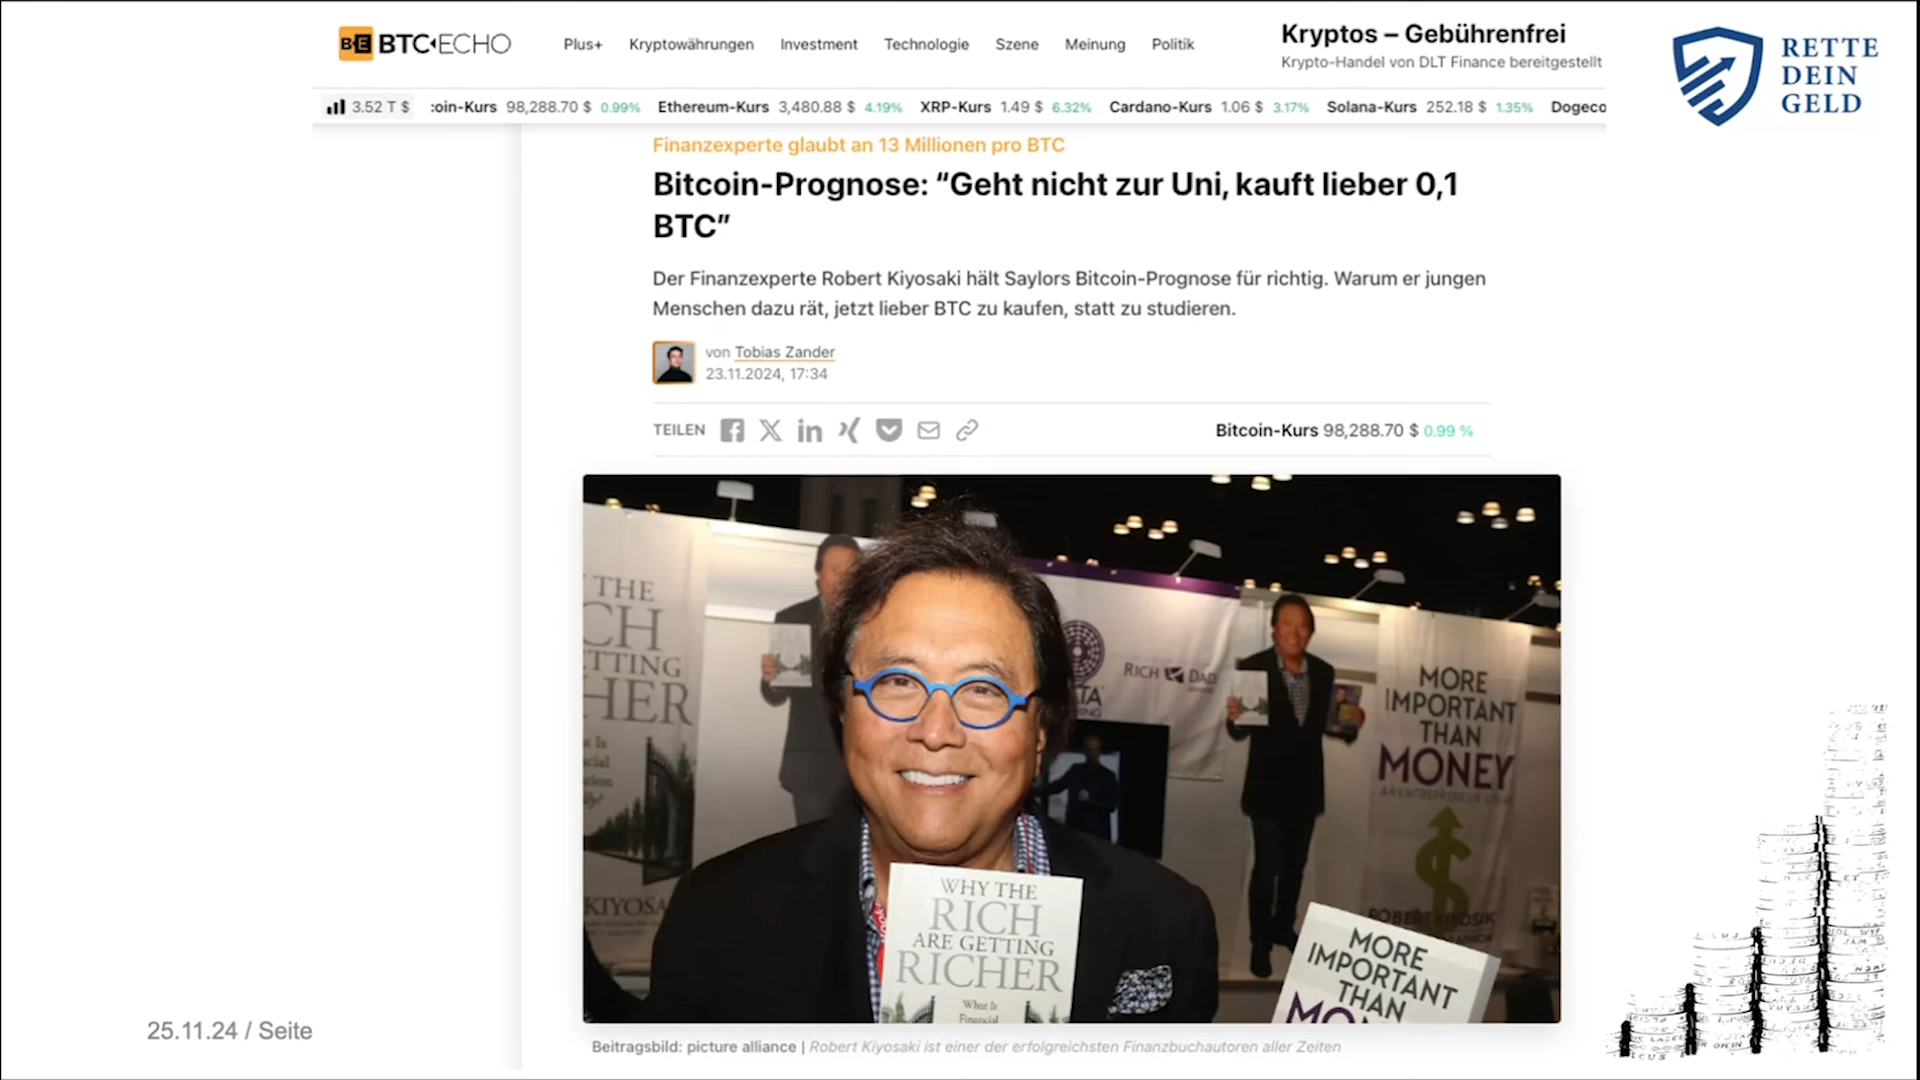 BE BTC ECHO
Plus+ Kryptowährungen Investment Technologie Szene Meinung Politik
Kryptos – Gebührenfrei
Krypto-Handel von DLT Finance bereitgestellt
RETTE
DEIN
GELD
3.52 T $ :oin-Kurs 98,288.70 $ 0.99% Ethereum-Kurs 3,480.88 $ 4.19% XRP-Kurs 1.49 $ 6.32% Cardano-Kurs 1.06 $ 3.17% Solana-Kurs 252.18 $ 1.35% Dogeco
Finanzexperte glaubt an 13 Millionen pro BTC
Bitcoin-Prognose: “Geht nicht zur Uni, kauft lieber 0,1
BTC”
Der Finanzexperte Robert Kiyosaki hält Saylors Bitcoin-Prognose für richtig. Warum er jungen
Menschen dazu rät, jetzt lieber BTC zu kaufen, statt zu studieren.
von Tobias Zander
23.11.2024, 17:34
TEILEN
Bitcoin-Kurs 98,288.70 $ 0.99 %
THE
CH
TTING
HER
KIYOSA
RICH DAD
MORE
IMPORTANT
THAN
MONEY
WHY THE
RICH
ARE GETTING
RICHER
What Is
Financial
MORE
IMPORTANT
THAN
MON
25.11.24 / Seite
Beitragsbild: picture alliance | Robert Kiyosaki ist einer der erfolgreichsten Finanzbuchautoren aller Zeiten